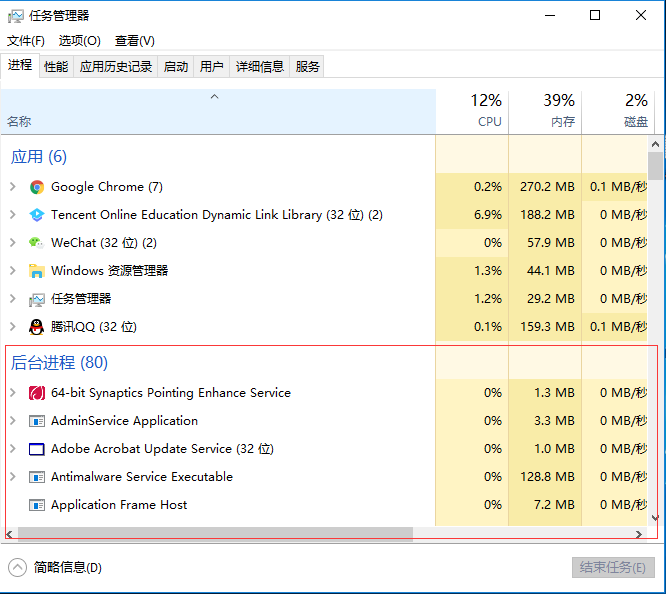 任务管理器
文件(F) 选项(O) 查看(V)
进程 性能 应用历史记录 启动 用户 详细信息 服务
12% 39% 2%
名称 CPU 内存 磁盘
应用 (6)
Google Chrome (7) 0.2% 270.2 MB 0.1 MB/秒
Tencent Online Education Dynamic Link Library (32 位) (2) 6.9% 188.2 MB 0 MB/秒
WeChat (32 位) (2) 0% 57.9 MB 0 MB/秒
Windows 资源管理器 1.3% 44.1 MB 0 MB/秒
任务管理器 1.2% 29.2 MB 0 MB/秒
腾讯QQ (32 位) 0.1% 159.3 MB 0.1 MB/秒
后台进程 (80)
64-bit Synaptics Pointing Enhance Service 0% 1.3 MB 0 MB/秒
AdminService Application 0% 3.3 MB 0 MB/秒
Adobe Acrobat Update Service (32 位) 0% 1.0 MB 0 MB/秒
Antimalware Service Executable 0% 128.8 MB 0 MB/秒
Application Frame Host 0% 7.2 MB 0 MB/秒
简略信息(D) 结束任务(E)